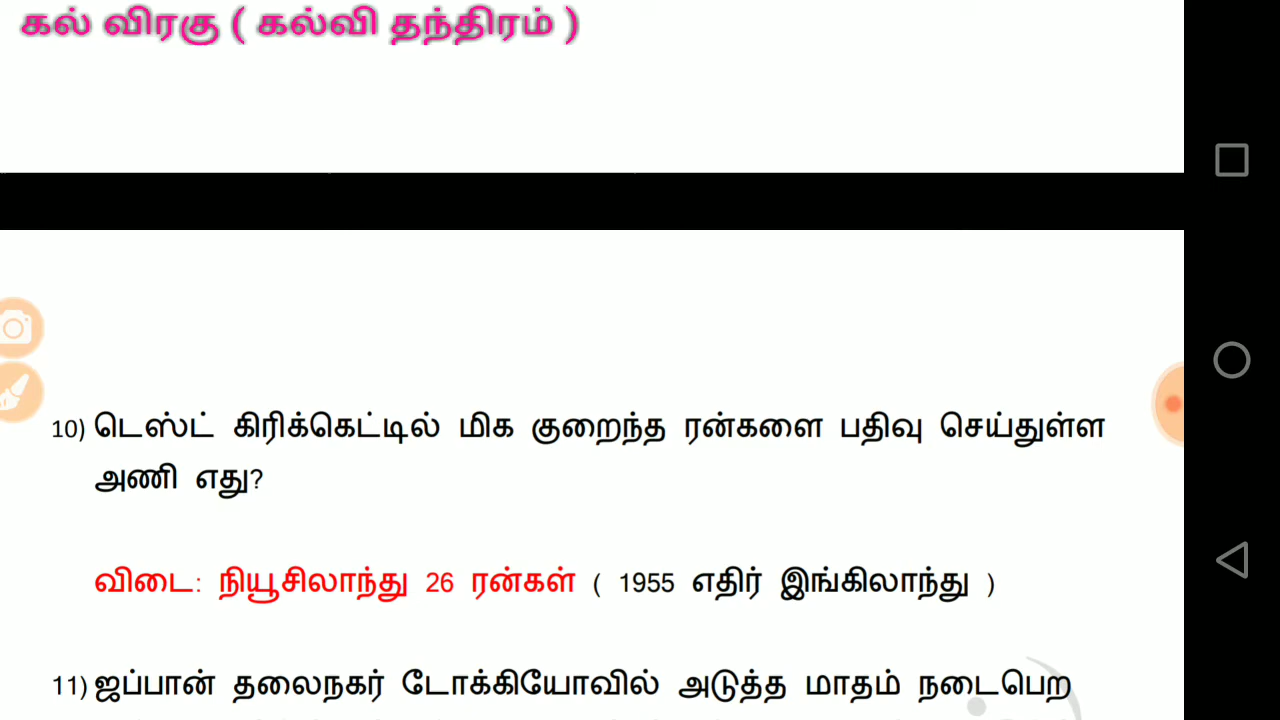 கல் விரகு ( கல்வி தந்திரம் )
10) டெஸ்ட் கிரிக்கெட்டில் மிக குறைந்த ரன்களை பதிவு செய்துள்ள
அணி எது?
விடை: நியூசிலாந்து 26 ரன்கள் ( 1955 எதிர் இங்கிலாந்து )
11) ஜப்பான் தலைநகர் டோக்கியோவில் அடுத்த மாதம் நடைபெற